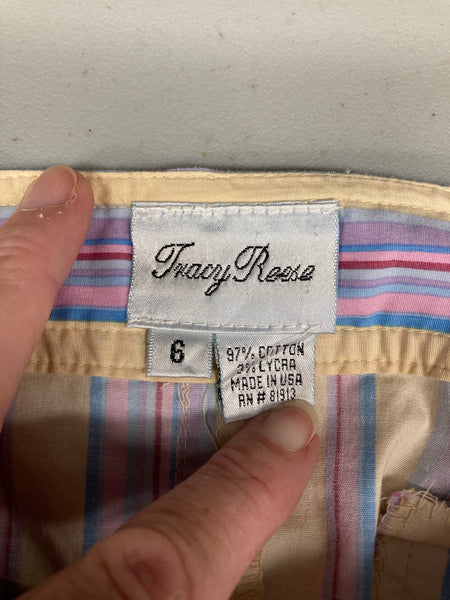 Tracy Reese
6
97% COTTON
3% LYCRA
MADE IN USA
RN # 81913